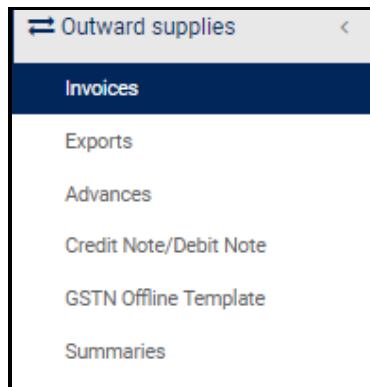 Outward supplies
Invoices
Exports
Advances
Credit Note/Debit Note
GSTN Offline Template
Summaries